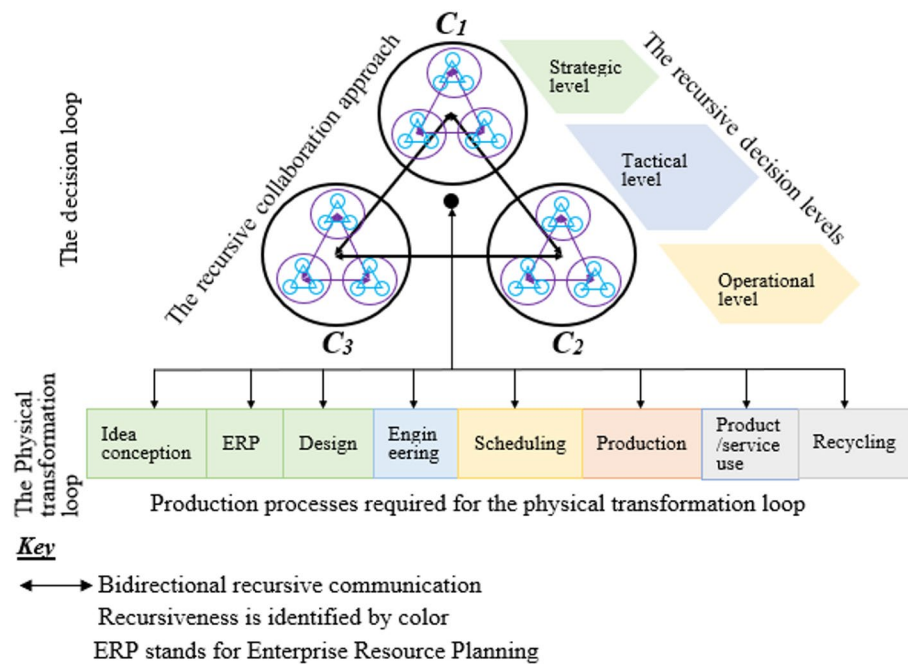 C1
The decision loop
The recursive collaboration approach
The recursive decision levels
Strategic
level
Tactical
level
Operational
level
C3
C2
The Physical
transformation
loop
Idea
conception
ERP
Design
Engin
eering
Scheduling
Production
Product
/service
use
Recycling
Production processes required for the physical transformation loop
Key
Bidirectional recursive communication
Recursiveness is identified by color
ERP stands for Enterprise Resource Planning